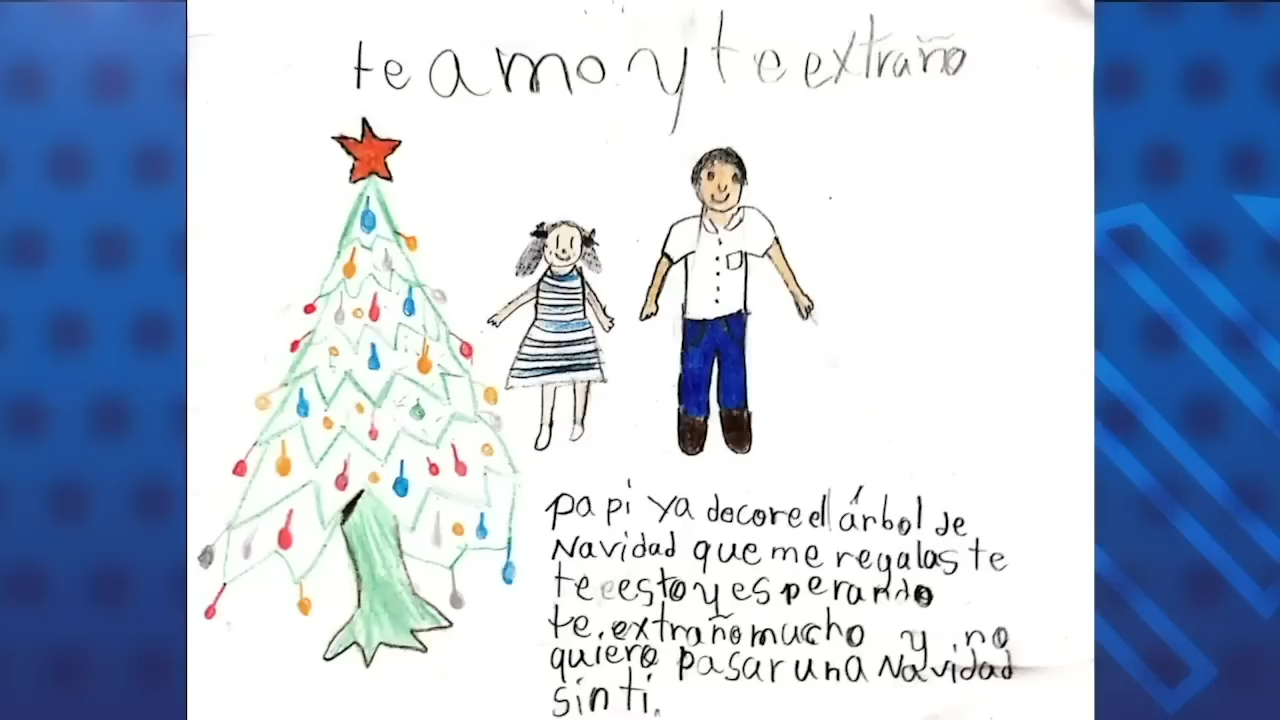 te amo y te extraño
papi ya decore el árbol de
Navidad que me regalaste
te estoy esperando
te extraño mucho y no
quiero pasar una Navidad
sin ti.